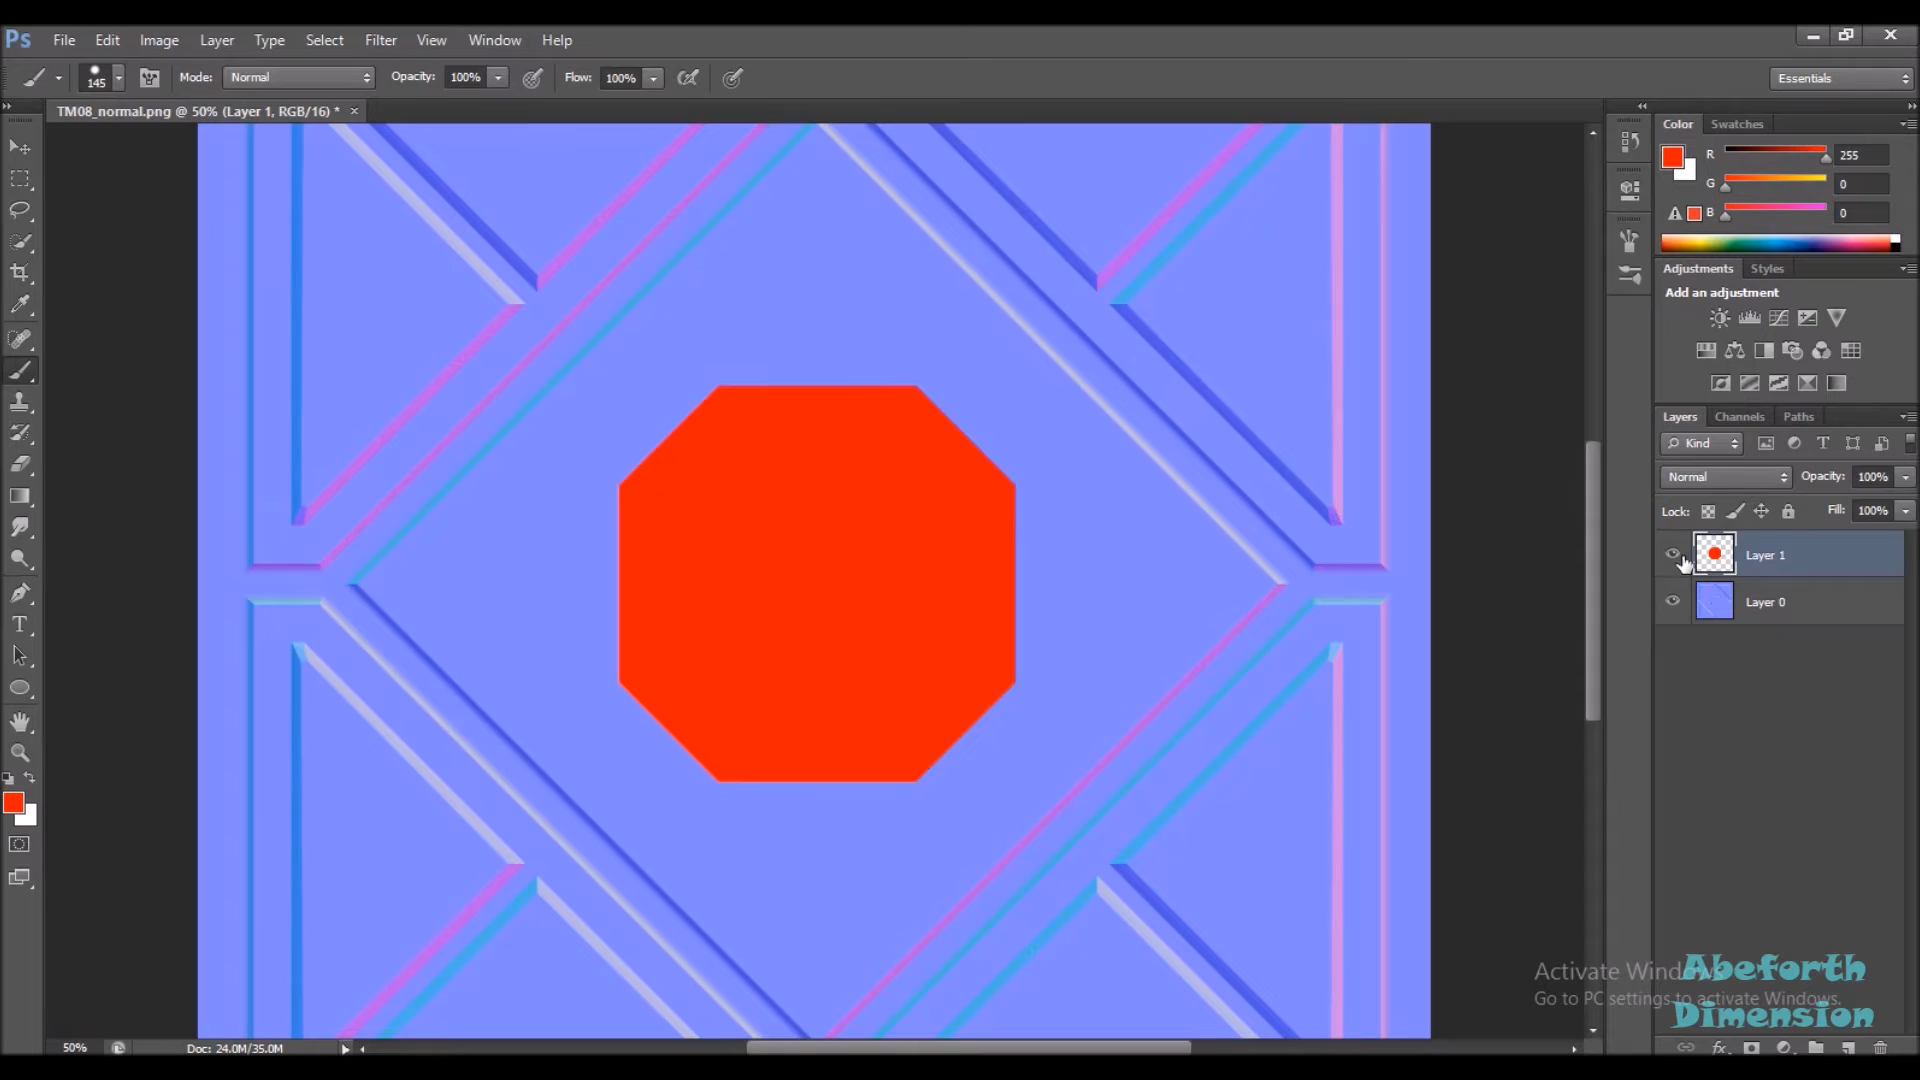 Ps File Edit Image Layer Type Select Filter View Window Help
145 Mode: Normal Opacity: 100% Flow: 100% Essentials
TM08_normal.png @ 50% (Layer 1, RGB/16) * ×
Color Swatches
R 255
G 0
B 0
Adjustments Styles
Add an adjustment
Layers Channels Paths
Kind T
Normal Opacity: 100%
Lock: Fill: 100%
Layer 1
Layer 0
T
Activate Windows
Go to PC settings to activate Windows.
Abeforth
Dimension
50% Doc: 24.0M/35.0M
fx